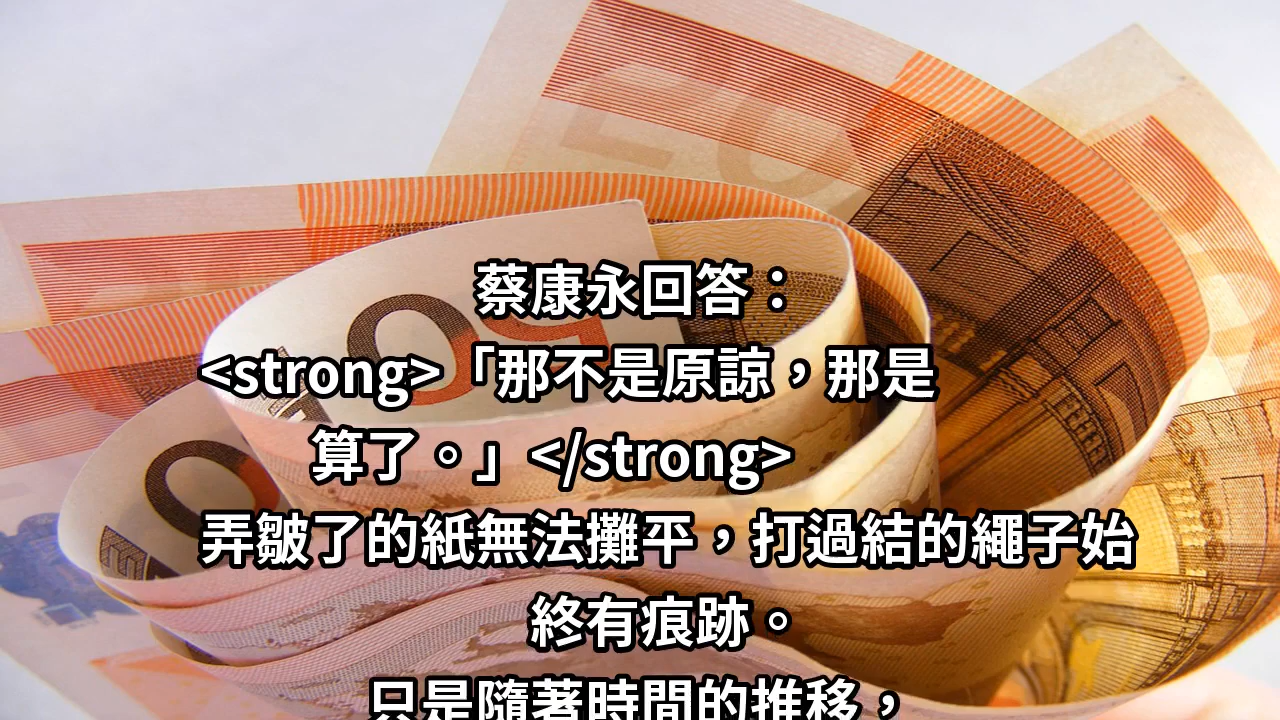 蔡康永回答：
<strong>「那不是原諒，那是
算了。」</strong>
弄皺了的紙無法攤平，打過結的繩子始
終有痕跡。
只是隨著時間的推移，
50
50